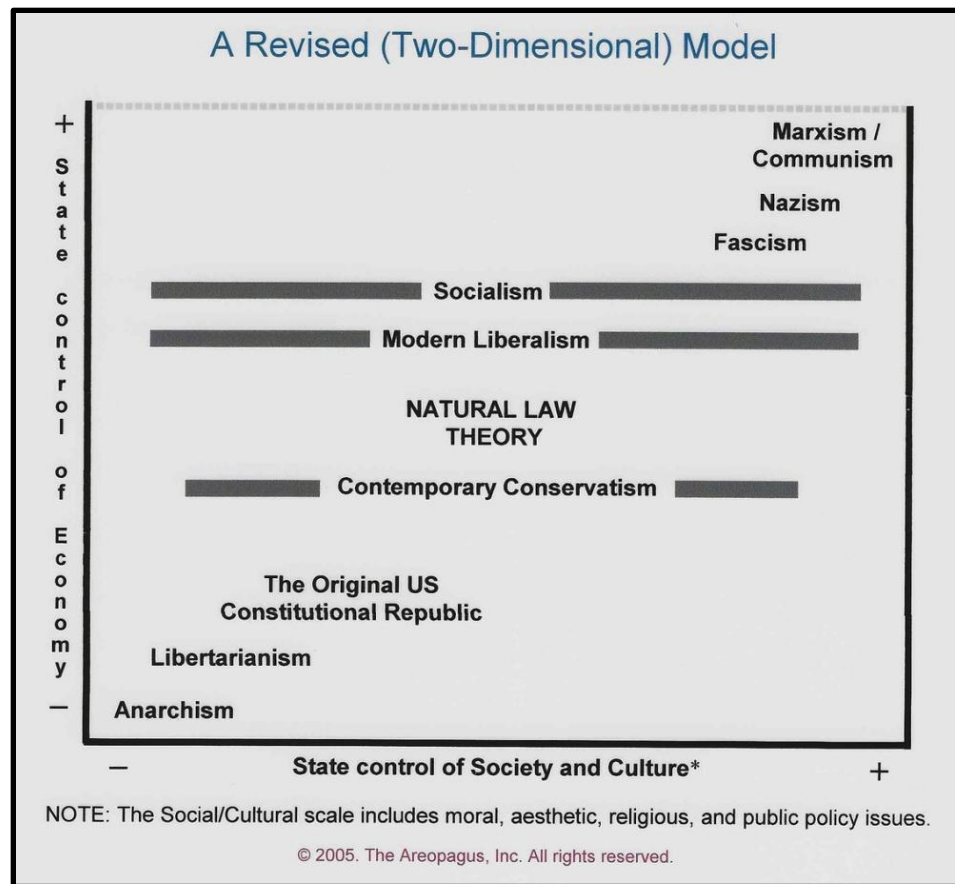 A Revised (Two-Dimensional) Model
+
State control of Economy
−
Marxism /
Communism
Nazism
Fascism
Socialism
Modern Liberalism
NATURAL LAW
THEORY
Contemporary Conservatism
The Original US
Constitutional Republic
Libertarianism
Anarchism
− State control of Society and Culture* +
NOTE: The Social/Cultural scale includes moral, aesthetic, religious, and public policy issues.
© 2005. The Areopagus, Inc. All rights reserved.